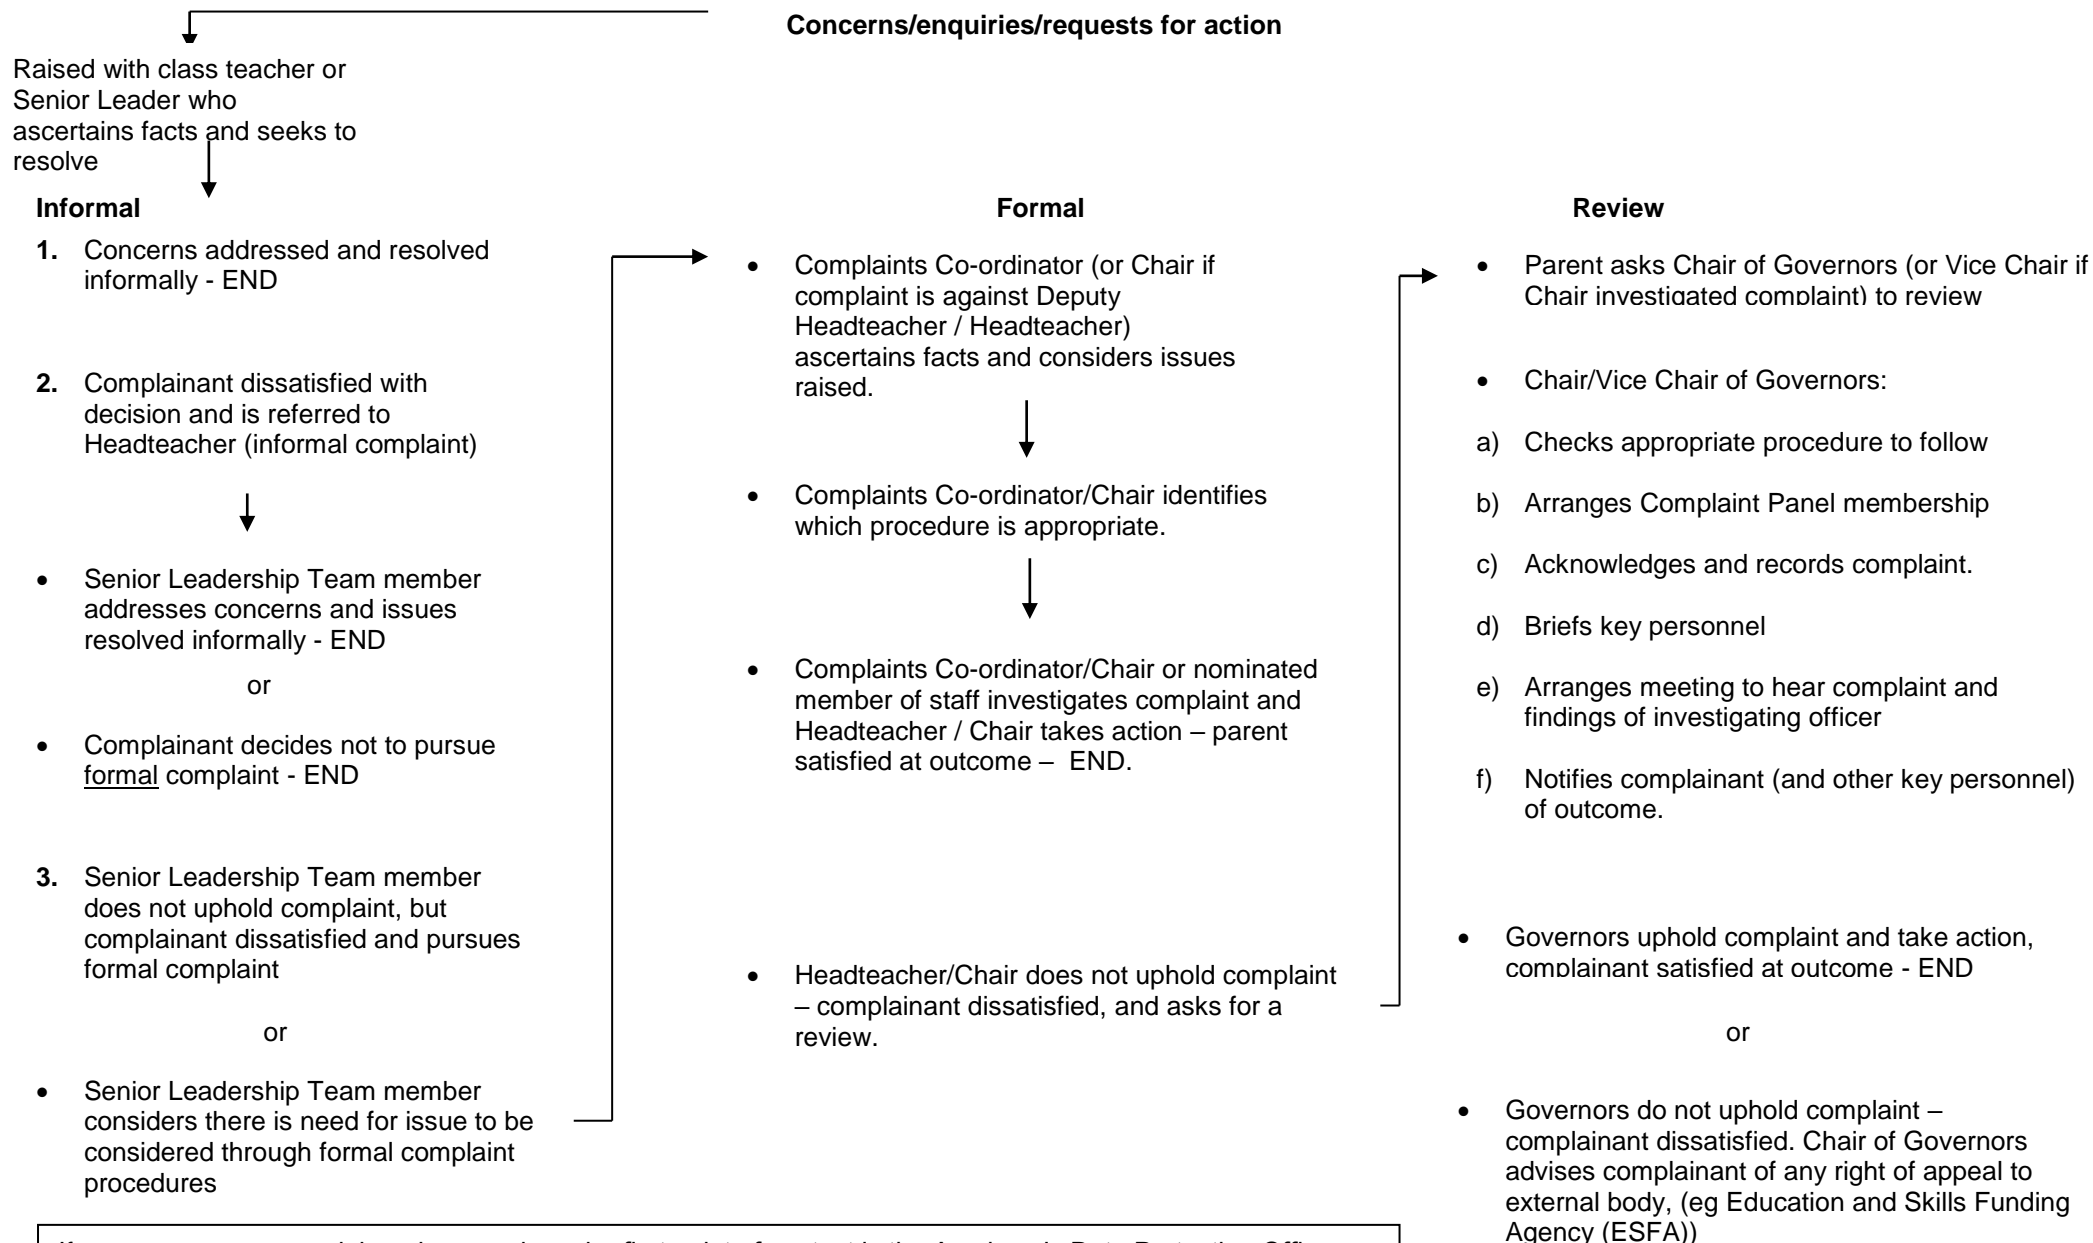 Concerns/enquiries/requests for action
Raised with class teacher or
Senior Leader who
ascertains facts and seeks to
resolve
Informal
1. Concerns addressed and resolved
informally - END
2. Complainant dissatisfied with
decision and is referred to
Headteacher (informal complaint)
• Senior Leadership Team member
addresses concerns and issues
resolved informally - END
or
• Complainant decides not to pursue
formal complaint - END
3. Senior Leadership Team member
does not uphold complaint, but
complainant dissatisfied and pursues
formal complaint
or
• Senior Leadership Team member
considers there is need for issue to be
considered through formal complaint
procedures
Formal
• Complaints Co-ordinator (or Chair if
complaint is against Deputy
Headteacher / Headteacher)
ascertains facts and considers issues
raised.
• Complaints Co-ordinator/Chair identifies
which procedure is appropriate.
• Complaints Co-ordinator/Chair or nominated
member of staff investigates complaint and
Headteacher / Chair takes action – parent
satisfied at outcome – END.
• Headteacher/Chair does not uphold complaint
– complainant dissatisfied, and asks for a
review.
Review
• Parent asks Chair of Governors (or Vice Chair if
Chair investigated complaint) to review
• Chair/Vice Chair of Governors:
a) Checks appropriate procedure to follow
b) Arranges Complaint Panel membership
c) Acknowledges and records complaint.
d) Briefs key personnel
e) Arranges meeting to hear complaint and
findings of investigating officer
f) Notifies complainant (and other key personnel)
of outcome.
• Governors uphold complaint and take action,
complainant satisfied at outcome - END
or
• Governors do not uphold complaint –
complainant dissatisfied. Chair of Governors
advises complainant of any right of appeal to
external body, (eg Education and Skills Funding
Agency (ESFA))